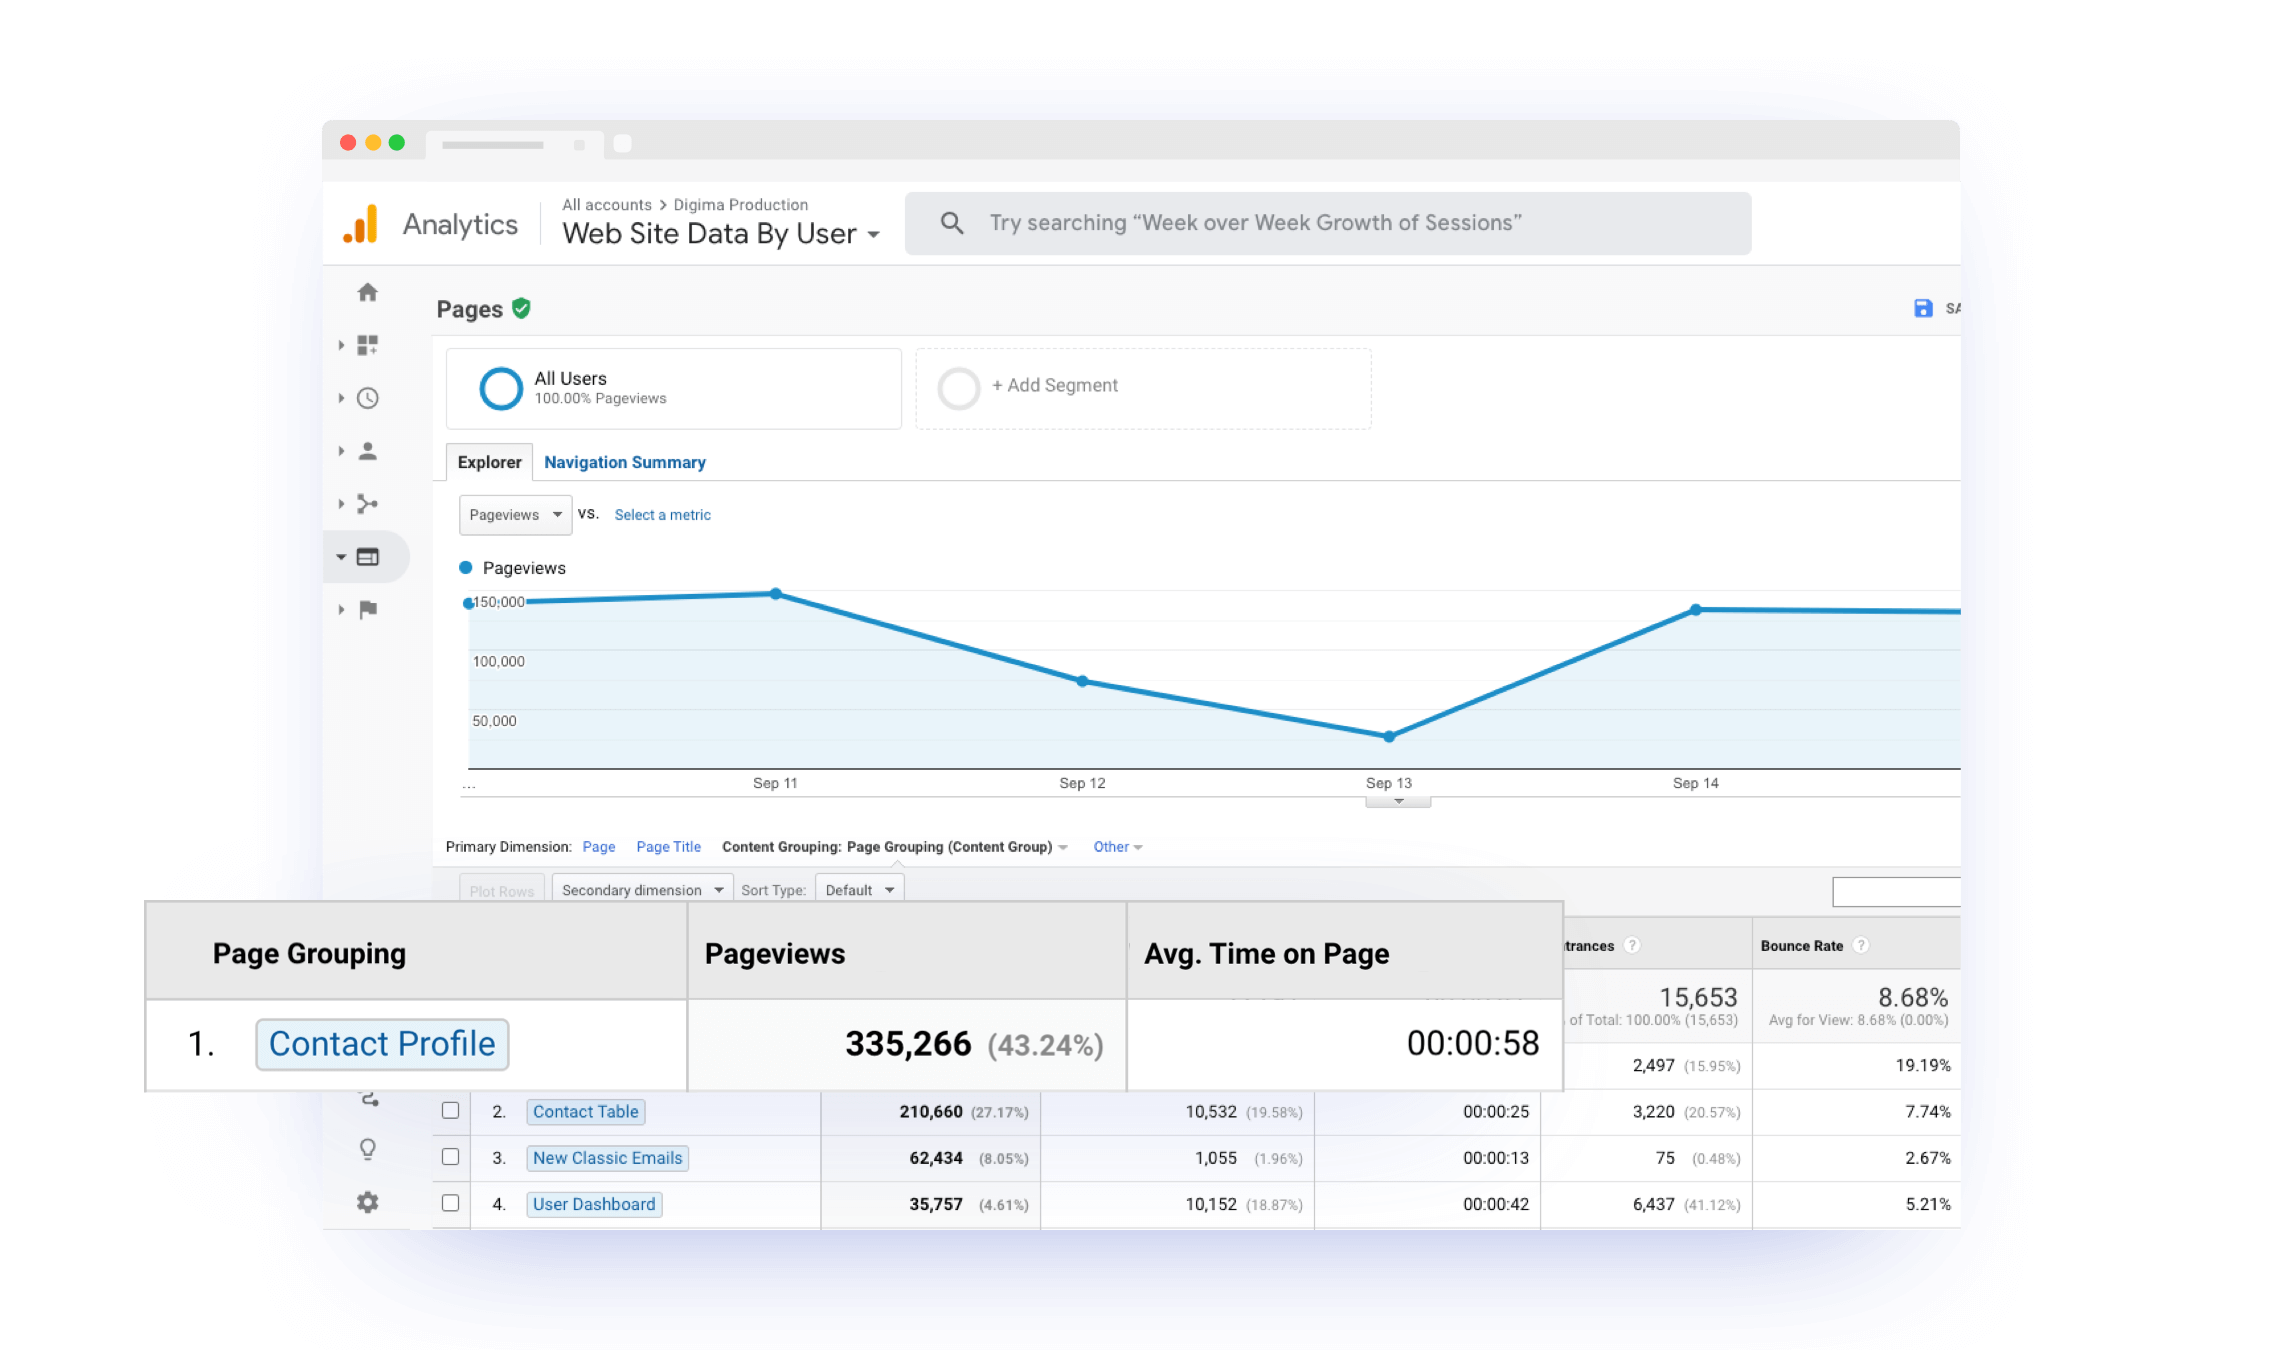 All accounts > Digima Production
Analytics
Web Site Data By User
Try searching “Week over Week Growth of Sessions”
Pages
All Users
100.00% Pageviews
+ Add Segment
Explorer Navigation Summary
Pageviews VS. Select a metric
Pageviews
150,000
100,000
50,000
... Sep 11 Sep 12 Sep 13 Sep 14
Primary Dimension: Page Page Title Content Grouping: Page Grouping (Content Group) Other
Plot Rows Secondary dimension Sort Type: Default
Page Grouping Pageviews Avg. Time on Page trances ? Bounce Rate ?
15,653 8.68%
of Total: 100.00% (15,653) Avg for View: 8.68% (0.00%)
1. Contact Profile 335,266 (43.24%) 00:00:58 2,497 (15.95%) 19.19%
2. Contact Table 210,660 (27.17%) 10,532 (19.58%) 00:00:25 3,220 (20.57%) 7.74%
3. New Classic Emails 62,434 (8.05%) 1,055 (1.96%) 00:00:13 75 (0.48%) 2.67%
4. User Dashboard 35,757 (4.61%) 10,152 (18.87%) 00:00:42 6,437 (41.12%) 5.21%